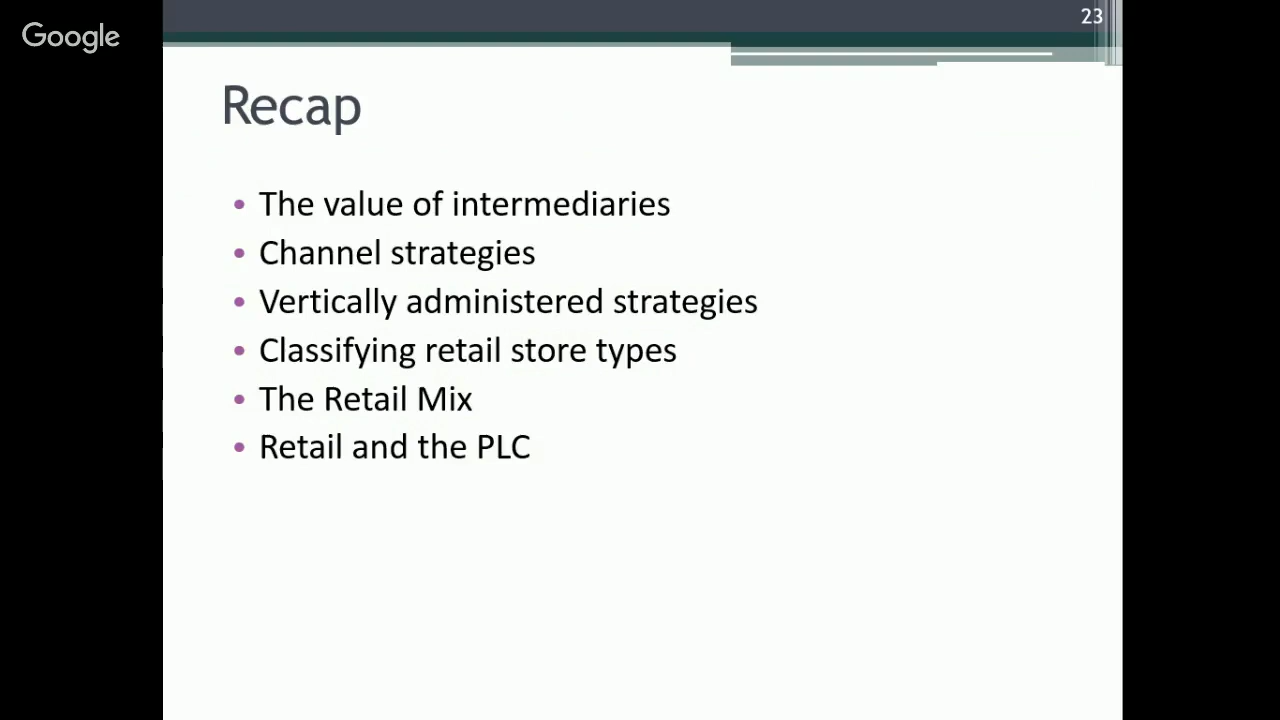 23
Google
Recap
• The value of intermediaries
• Channel strategies
• Vertically administered strategies
• Classifying retail store types
• The Retail Mix
• Retail and the PLC